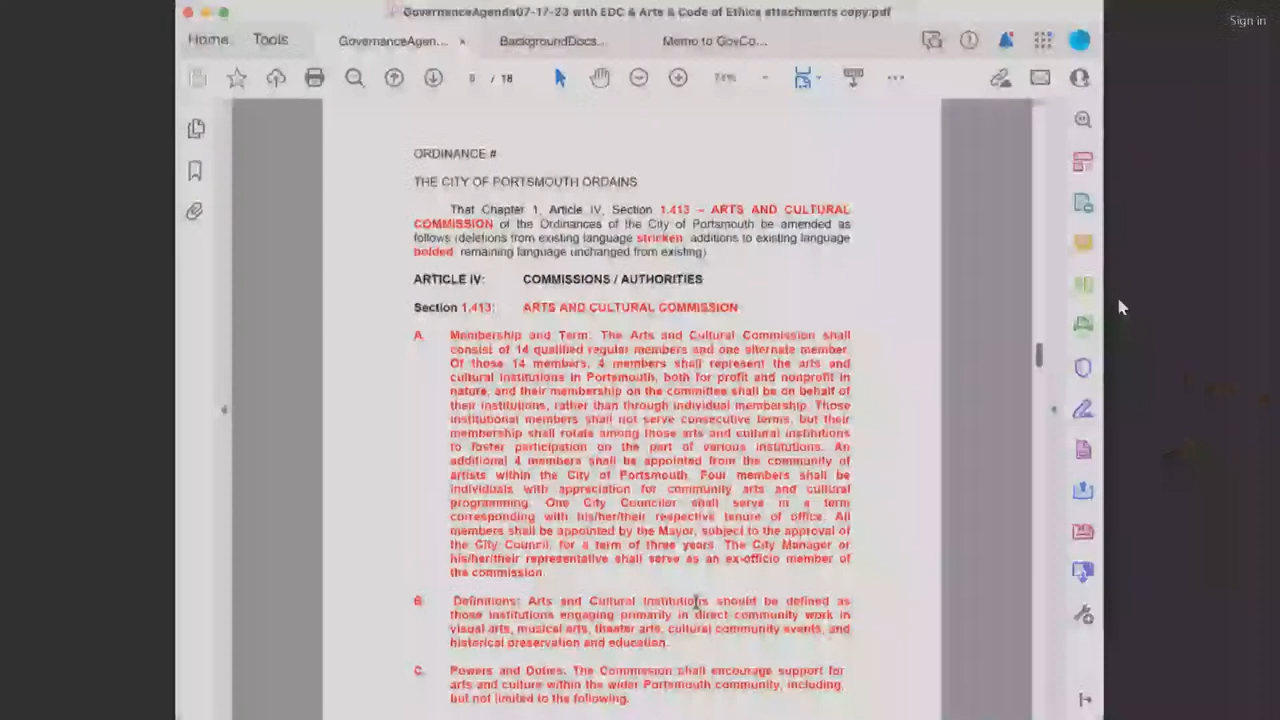 GovernanceAgenda07-17-23 with EDC & Arts & Code of Ethics attachments copy.pdf
Sign in
Home Tools GovernanceAgen... × BackgroundDocs... Memo to GovCo...
/ 18 74%
ORDINANCE #
THE CITY OF PORTSMOUTH ORDAINS
That Chapter 1, Article IV, Section 1.413 – ARTS AND CULTURAL
COMMISSION of the Ordinances of the City of Portsmouth be amended as
follows (deletions from existing language stricken additions to existing language
bolded remaining language unchanged from existing)
ARTICLE IV: COMMISSIONS / AUTHORITIES
Section 1.413: ARTS AND CULTURAL COMMISSION
A. Membership and Term: The Arts and Cultural Commission shall
consist of 14 qualified regular members and one alternate member.
Of those 14 members, 4 members shall represent the arts and
cultural institutions in Portsmouth, both for profit and nonprofit in
nature, and their membership on the committee shall be on behalf of
their institutions, rather than through individual membership. Those
institutional members shall not serve consecutive terms, but their
membership shall rotate among those arts and cultural institutions
to foster participation on the part of various institutions. An
additional 4 members shall be appointed from the community of
artists within the City of Portsmouth. Four members shall be
individuals with appreciation for community arts and cultural
programming. One City Councilor shall serve in a term
corresponding with his/her/their respective tenure of office. All
members shall be appointed by the Mayor, subject to the approval of
the City Council, for a term of three years. The City Manager or
his/her/their representative shall serve as an ex-officio member of
the commission.
B. Definitions: Arts and Cultural Institutions should be defined as
those institutions engaging primarily in direct community work in
visual arts, musical arts, theater arts, cultural community events, and
historical preservation and education.
C. Powers and Duties. The Commission shall encourage support for
arts and culture within the wider Portsmouth community, including,
but not limited to the following.